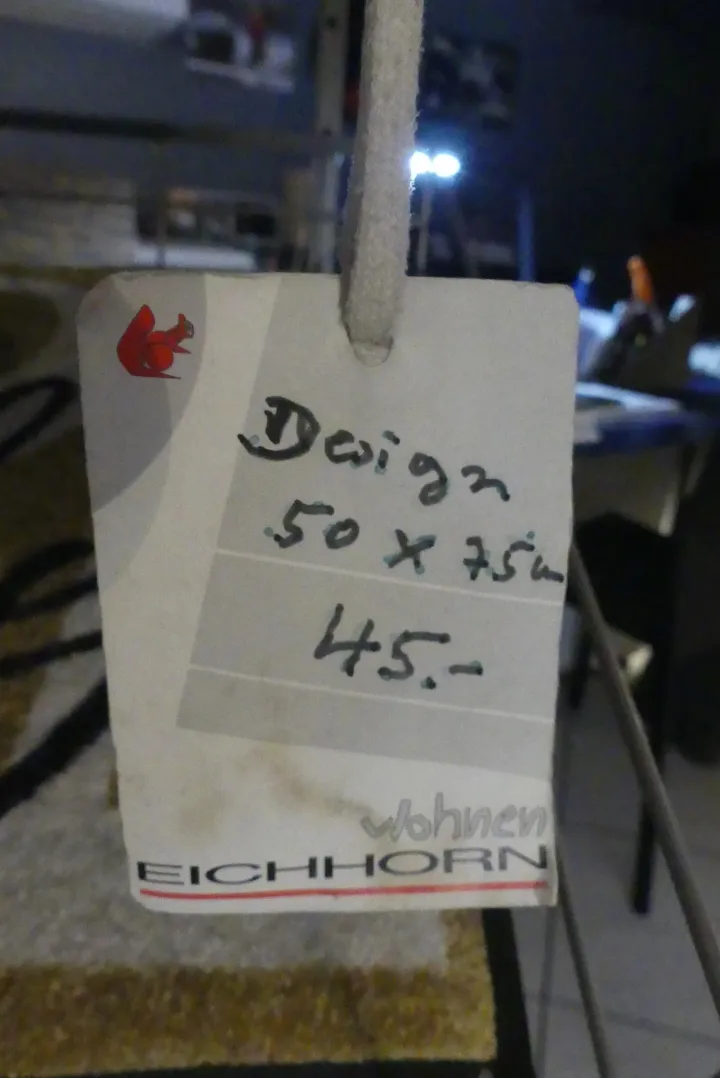 Design
50 x 75cm
45.-
wohnen
EICHHORN